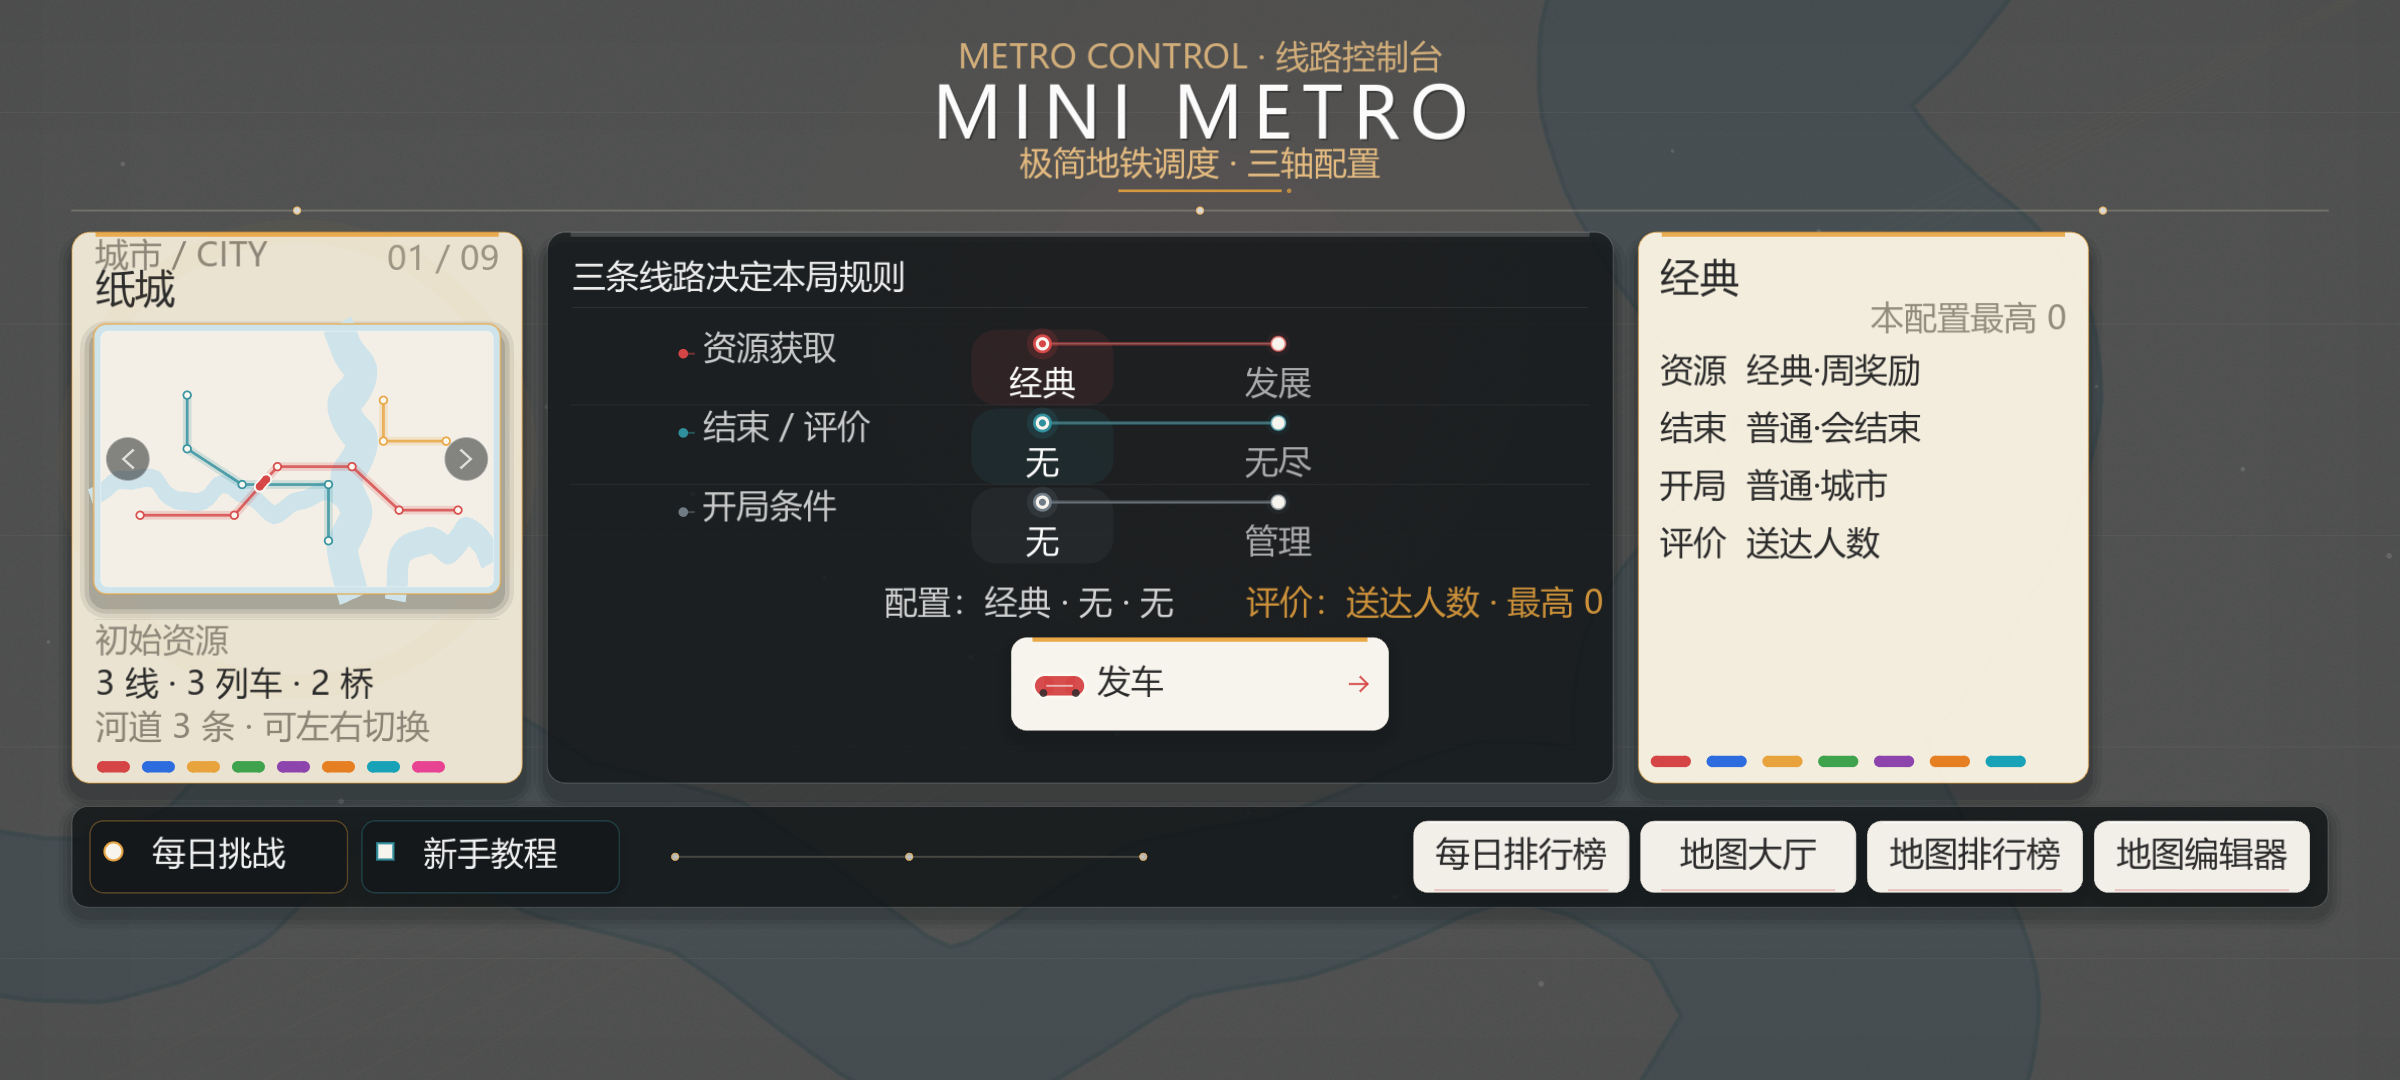 METRO CONTROL · 线路控制台
MINI METRO
极简地铁调度 · 三轴配置
城市 / CITY
01 / 09
纸城
初始资源
3 线 · 3 列车 · 2 桥
河道 3 条 · 可左右切换
三条线路决定本局规则
资源获取
经典
发展
结束 / 评价
无
无尽
开局条件
无
管理
配置：经典 · 无 · 无
评价：送达人数 · 最高 0
发车
经典
本配置最高 0
资源 经典·周奖励
结束 普通·会结束
开局 普通·城市
评价 送达人数
每日挑战
新手教程
每日排行榜
地图大厅
地图排行榜
地图编辑器